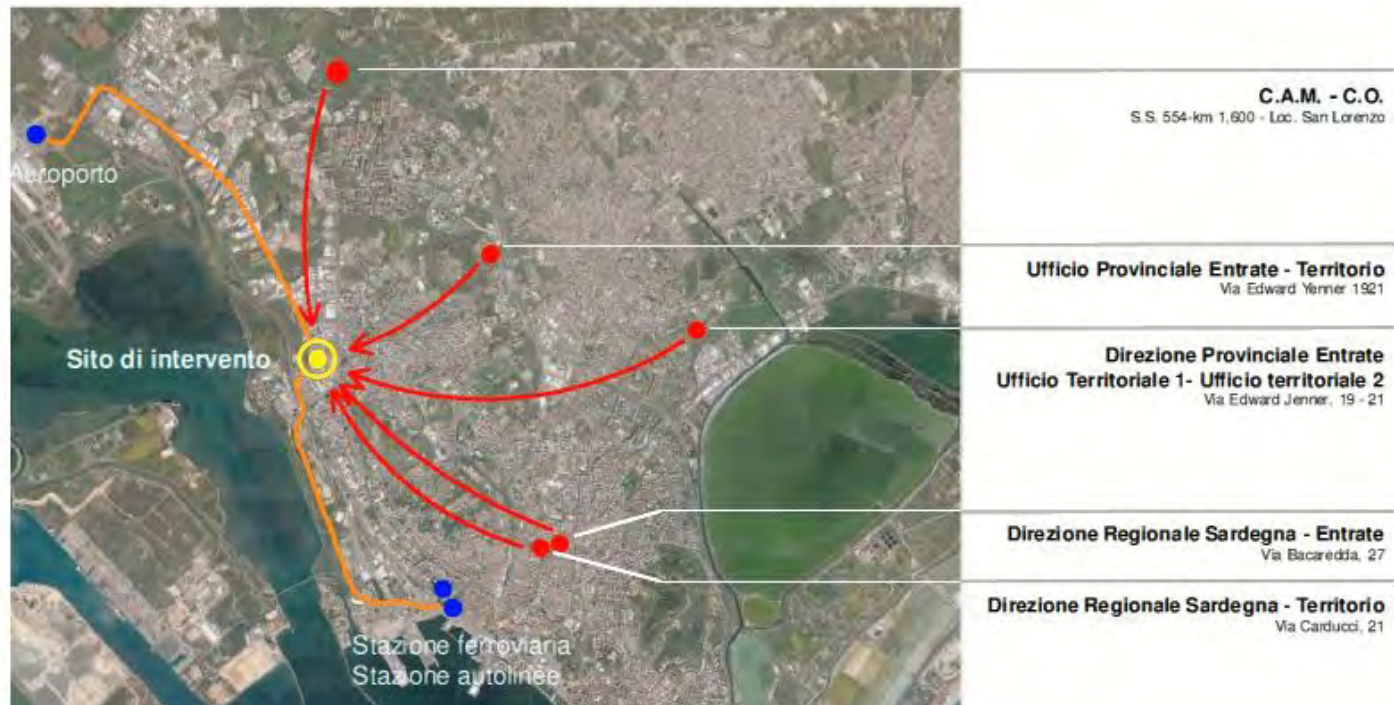 C.A.M. - C.O.
S.S. 554-km 1,600 - Loc. San Lorenzo
Aeroporto
Ufficio Provinciale Entrate - Territorio
Via Edward Yenner 1921
Sito di intervento
Direzione Provinciale Entrate
Ufficio Territoriale 1- Ufficio territoriale 2
Via Edward Jenner, 19 - 21
Direzione Regionale Sardegna - Entrate
Via Bacaredda, 27
Direzione Regionale Sardegna - Territorio
Via Carducci, 21
Stazione ferroviaria
Stazione autolinee